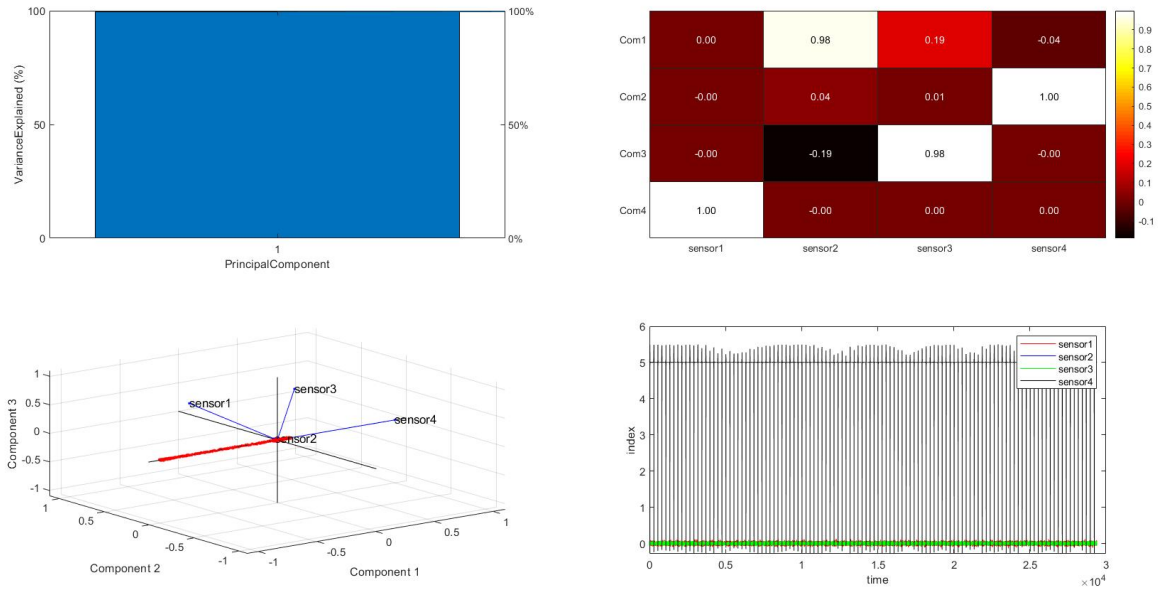 100
50
0
VarianceExplained (%)
100%
50%
0%
1
PrincipalComponent
Com1
Com2
Com3
Com4
0.00 0.98 0.19 -0.04
-0.00 0.04 0.01 1.00
-0.00 -0.19 0.98 -0.00
1.00 -0.00 0.00 0.00
sensor1 sensor2 sensor3 sensor4
0.9
0.8
0.7
0.6
0.5
0.4
0.3
0.2
0.1
0
-0.1
1
0.5
0
-0.5
-1
Component 3
sensor1
sensor3
sensor2
sensor4
1
0.5
0
-0.5
-1
Component 2
-1
-0.5
0
0.5
1
Component 1
6
5
4
3
2
1
0
index
sensor1
sensor2
sensor3
sensor4
0 0.5 1 1.5 2 2.5 3
time
×10⁴